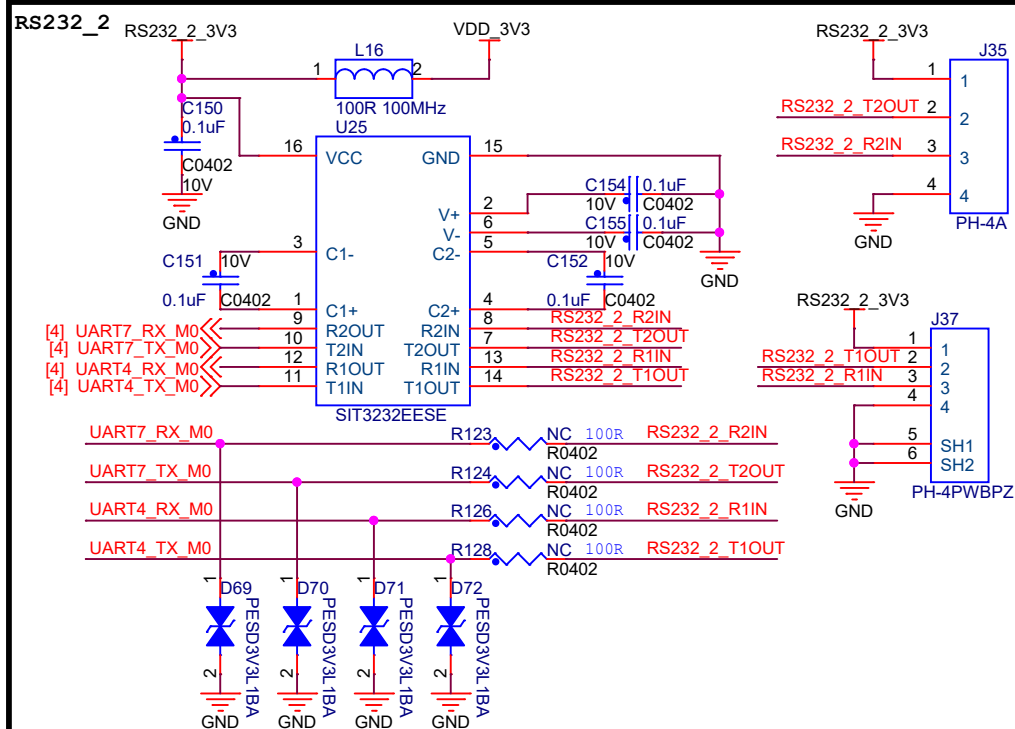 RS232_2
RS232_2_3V3
VDD_3V3
L16
1
2
100R 100MHz
C150
0.1uF
C0402
10V
GND
U25
16
VCC
GND
15
2
V+
C154
0.1uF
10V
C0402
6
V-
C155
0.1uF
10V
C0402
GND
3
C1-
C151
10V
0.1uF
C0402
1
C1+
5
C2-
C152
10V
0.1uF
C0402
4
C2+
[4] UART7_RX_M0
9
R2OUT
R2IN
8
RS232_2_R2IN
[4] UART7_TX_M0
10
T2IN
T2OUT
7
RS232_2_T2OUT
[4] UART4_RX_M0
12
R1OUT
R1IN
13
RS232_2_R1IN
[4] UART4_TX_M0
11
T1IN
T1OUT
14
RS232_2_T1OUT
SIT3232EESE
RS232_2_3V3
J35
1
1
RS232_2_T2OUT
2
2
RS232_2_R2IN
3
3
4
4
GND
PH-4A
RS232_2_3V3
J37
1
1
RS232_2_T1OUT
2
2
RS232_2_R1IN
3
3
4
4
5
SH1
6
SH2
GND
PH-4PWBPZ
UART7_RX_M0
R123
NC
100R
R0402
RS232_2_R2IN
UART7_TX_M0
R124
NC
100R
R0402
RS232_2_T2OUT
UART4_RX_M0
R126
NC
100R
R0402
RS232_2_R1IN
UART4_TX_M0
R128
NC
100R
R0402
RS232_2_T1OUT
1
D69
PESD3V3L1BA
2
GND
1
D70
PESD3V3L1BA
2
GND
1
D71
PESD3V3L1BA
2
GND
1
D72
PESD3V3L1BA
2
GND